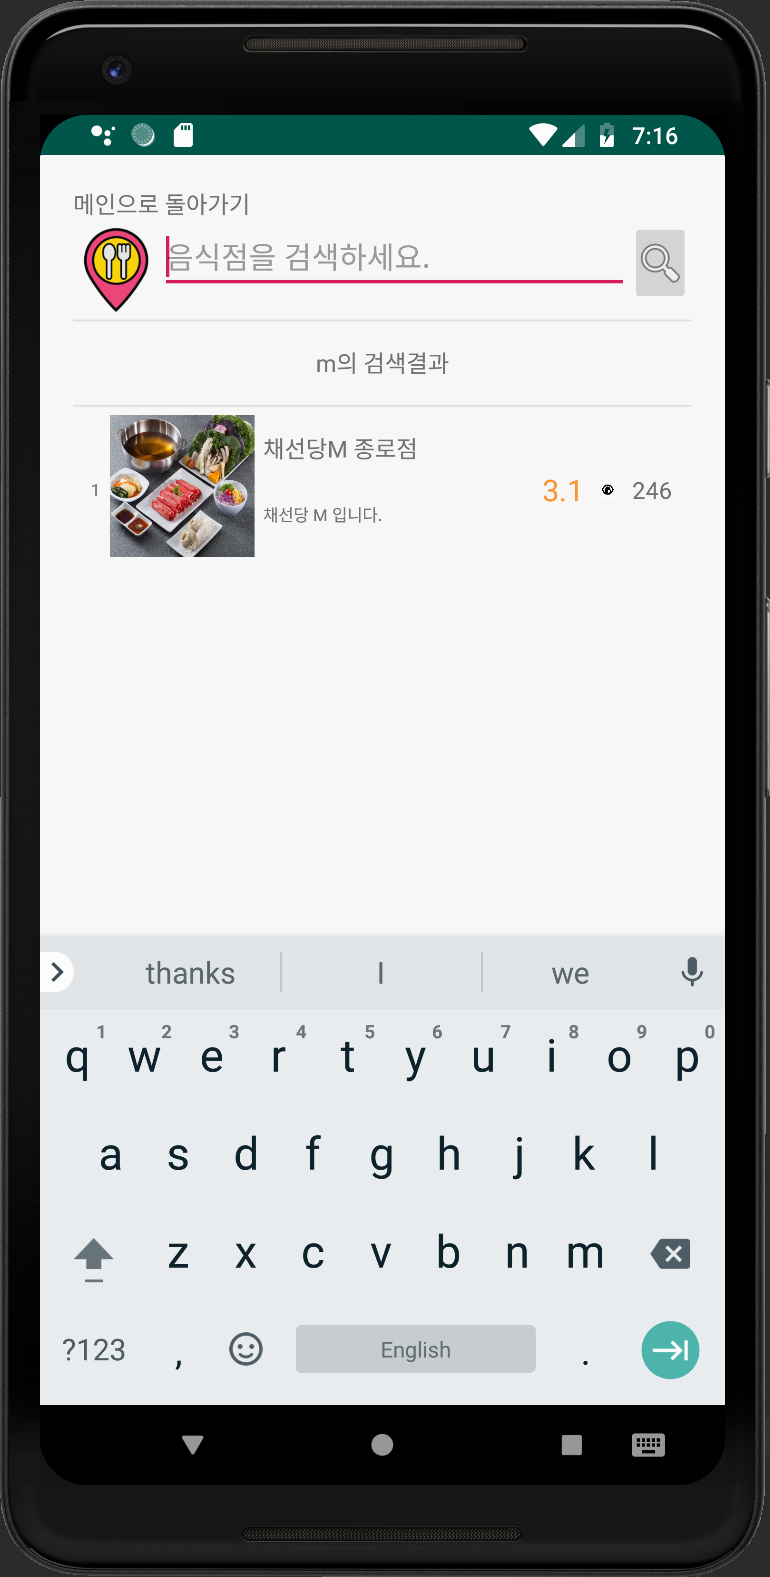 7:16
메인으로 돌아가기
음식점을 검색하세요.
m의 검색결과
1
채선당M 종로점
3.1
246
채선당 M 입니다.
thanks
I
we
1 2 3 4 5 6 7 8 9 0
q w e r t y u i o p
a s d f g h j k l
z x c v b n m
?123 , English .